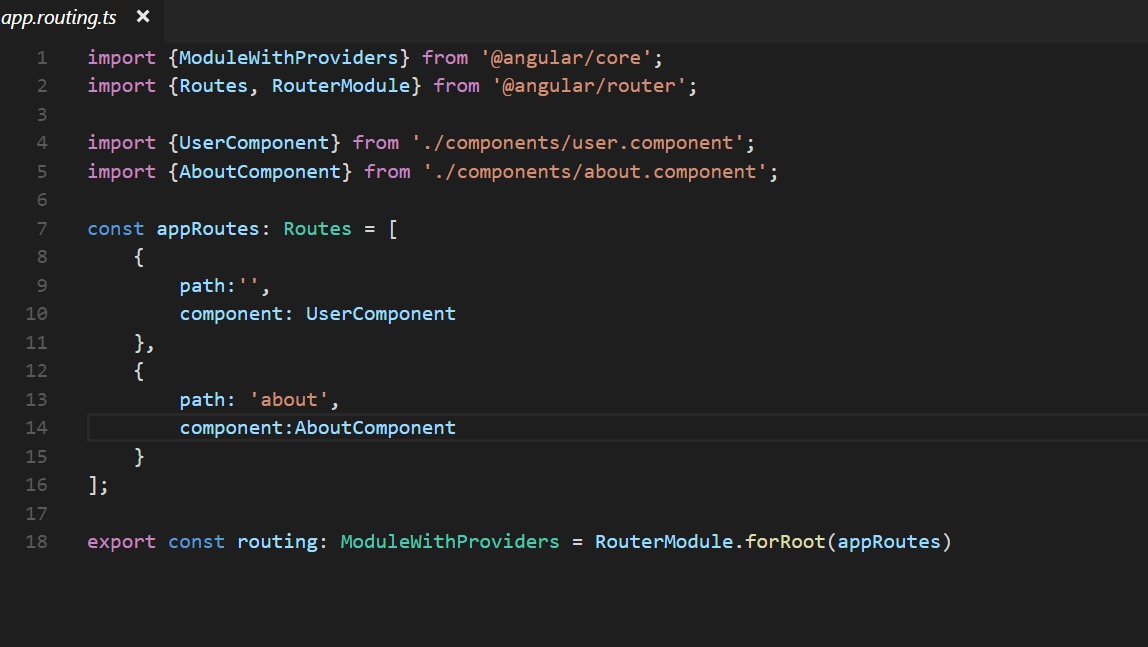 app.routing.ts ×
1 import {ModuleWithProviders} from '@angular/core';
2 import {Routes, RouterModule} from '@angular/router';
3
4 import {UserComponent} from './components/user.component';
5 import {AboutComponent} from './components/about.component';
6
7 const appRoutes: Routes = [
8     {
9         path:'',
10         component: UserComponent
11     },
12     {
13         path: 'about',
14         component:AboutComponent
15     }
16 ];
17
18 export const routing: ModuleWithProviders = RouterModule.forRoot(appRoutes)